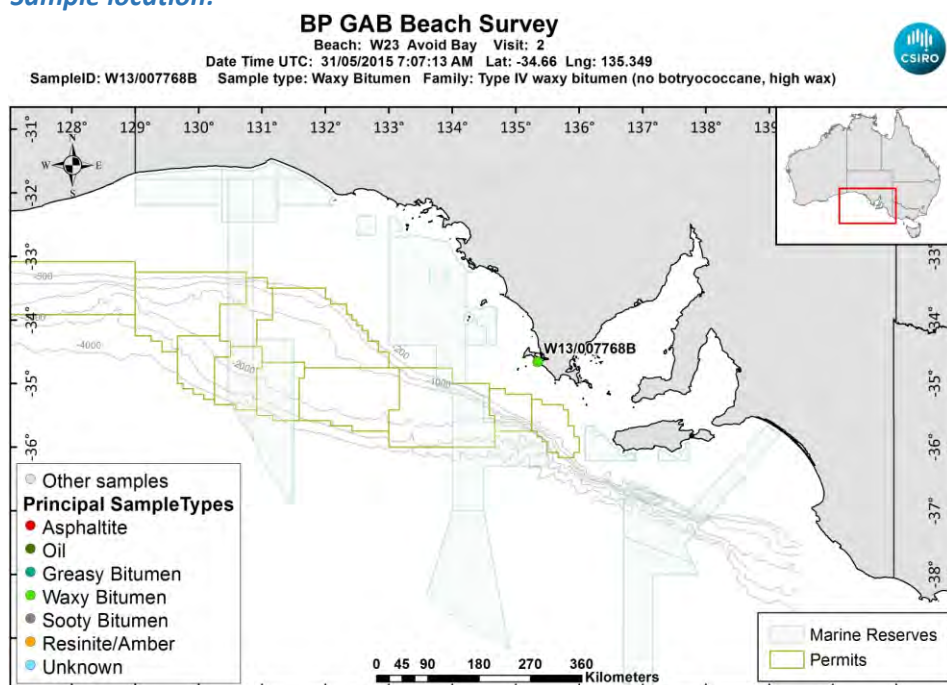 Sample location:
BP GAB Beach Survey
Beach: W23 Avoid Bay Visit: 2
Date Time UTC: 31/05/2015 7:07:13 AM Lat: -34.66 Lng: 135.349
SampleID: W13/007768B Sample type: Waxy Bitumen Family: Type IV waxy bitumen (no botryococcane, high wax)
CSIRO
128° 129° 130° 131° 132° 133° 134° 135° 136° 137° 138° 139
-31°
-32°
-33°
-34°
-35°
-36°
-37°
-38°
W
E
S
-4000
-2000
-200
-1000
W13/007768B
-34°
-35°
-36°
-37°
-38°
Other samples
Principal SampleTypes
Asphaltite
Oil
Greasy Bitumen
Waxy Bitumen
Sooty Bitumen
Resinite/Amber
Unknown
0 45 90 180 270 360
Kilometers
Marine Reserves
Permits